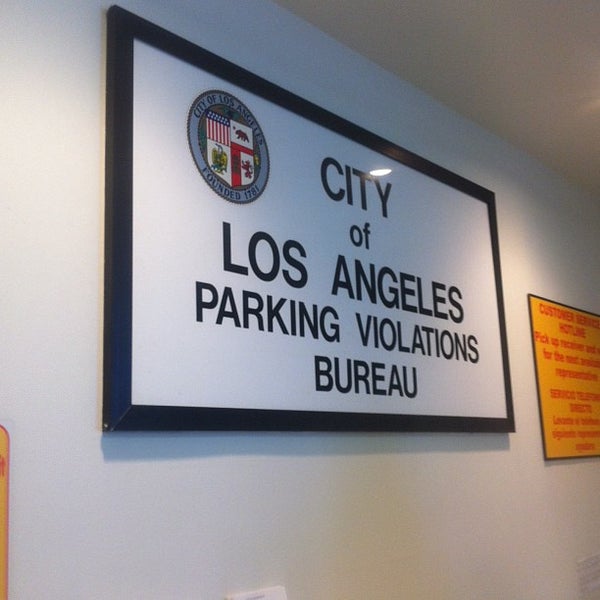 CITY OF LOS ANGELES
FOUNDED 1781
CITY
of
LOS ANGELES
PARKING VIOLATIONS
BUREAU
CUSTOMER SERVICE
HOTLINE
Pick up receiver and
for the next
representative
SERVICIO
DIRECTO